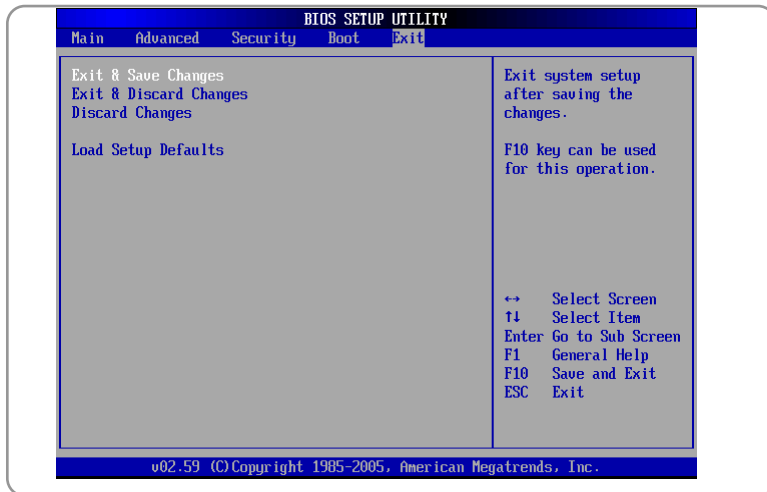 BIOS SETUP UTILITY
Main Advanced Security Boot Exit
Exit & Save Changes
Exit & Discard Changes
Discard Changes
Load Setup Defaults
Exit system setup
after saving the
changes.
F10 key can be used
for this operation.
↔ Select Screen
↑↓ Select Item
Enter Go to Sub Screen
F1 General Help
F10 Save and Exit
ESC Exit
v02.59 (C)Copyright 1985-2005, American Megatrends, Inc.